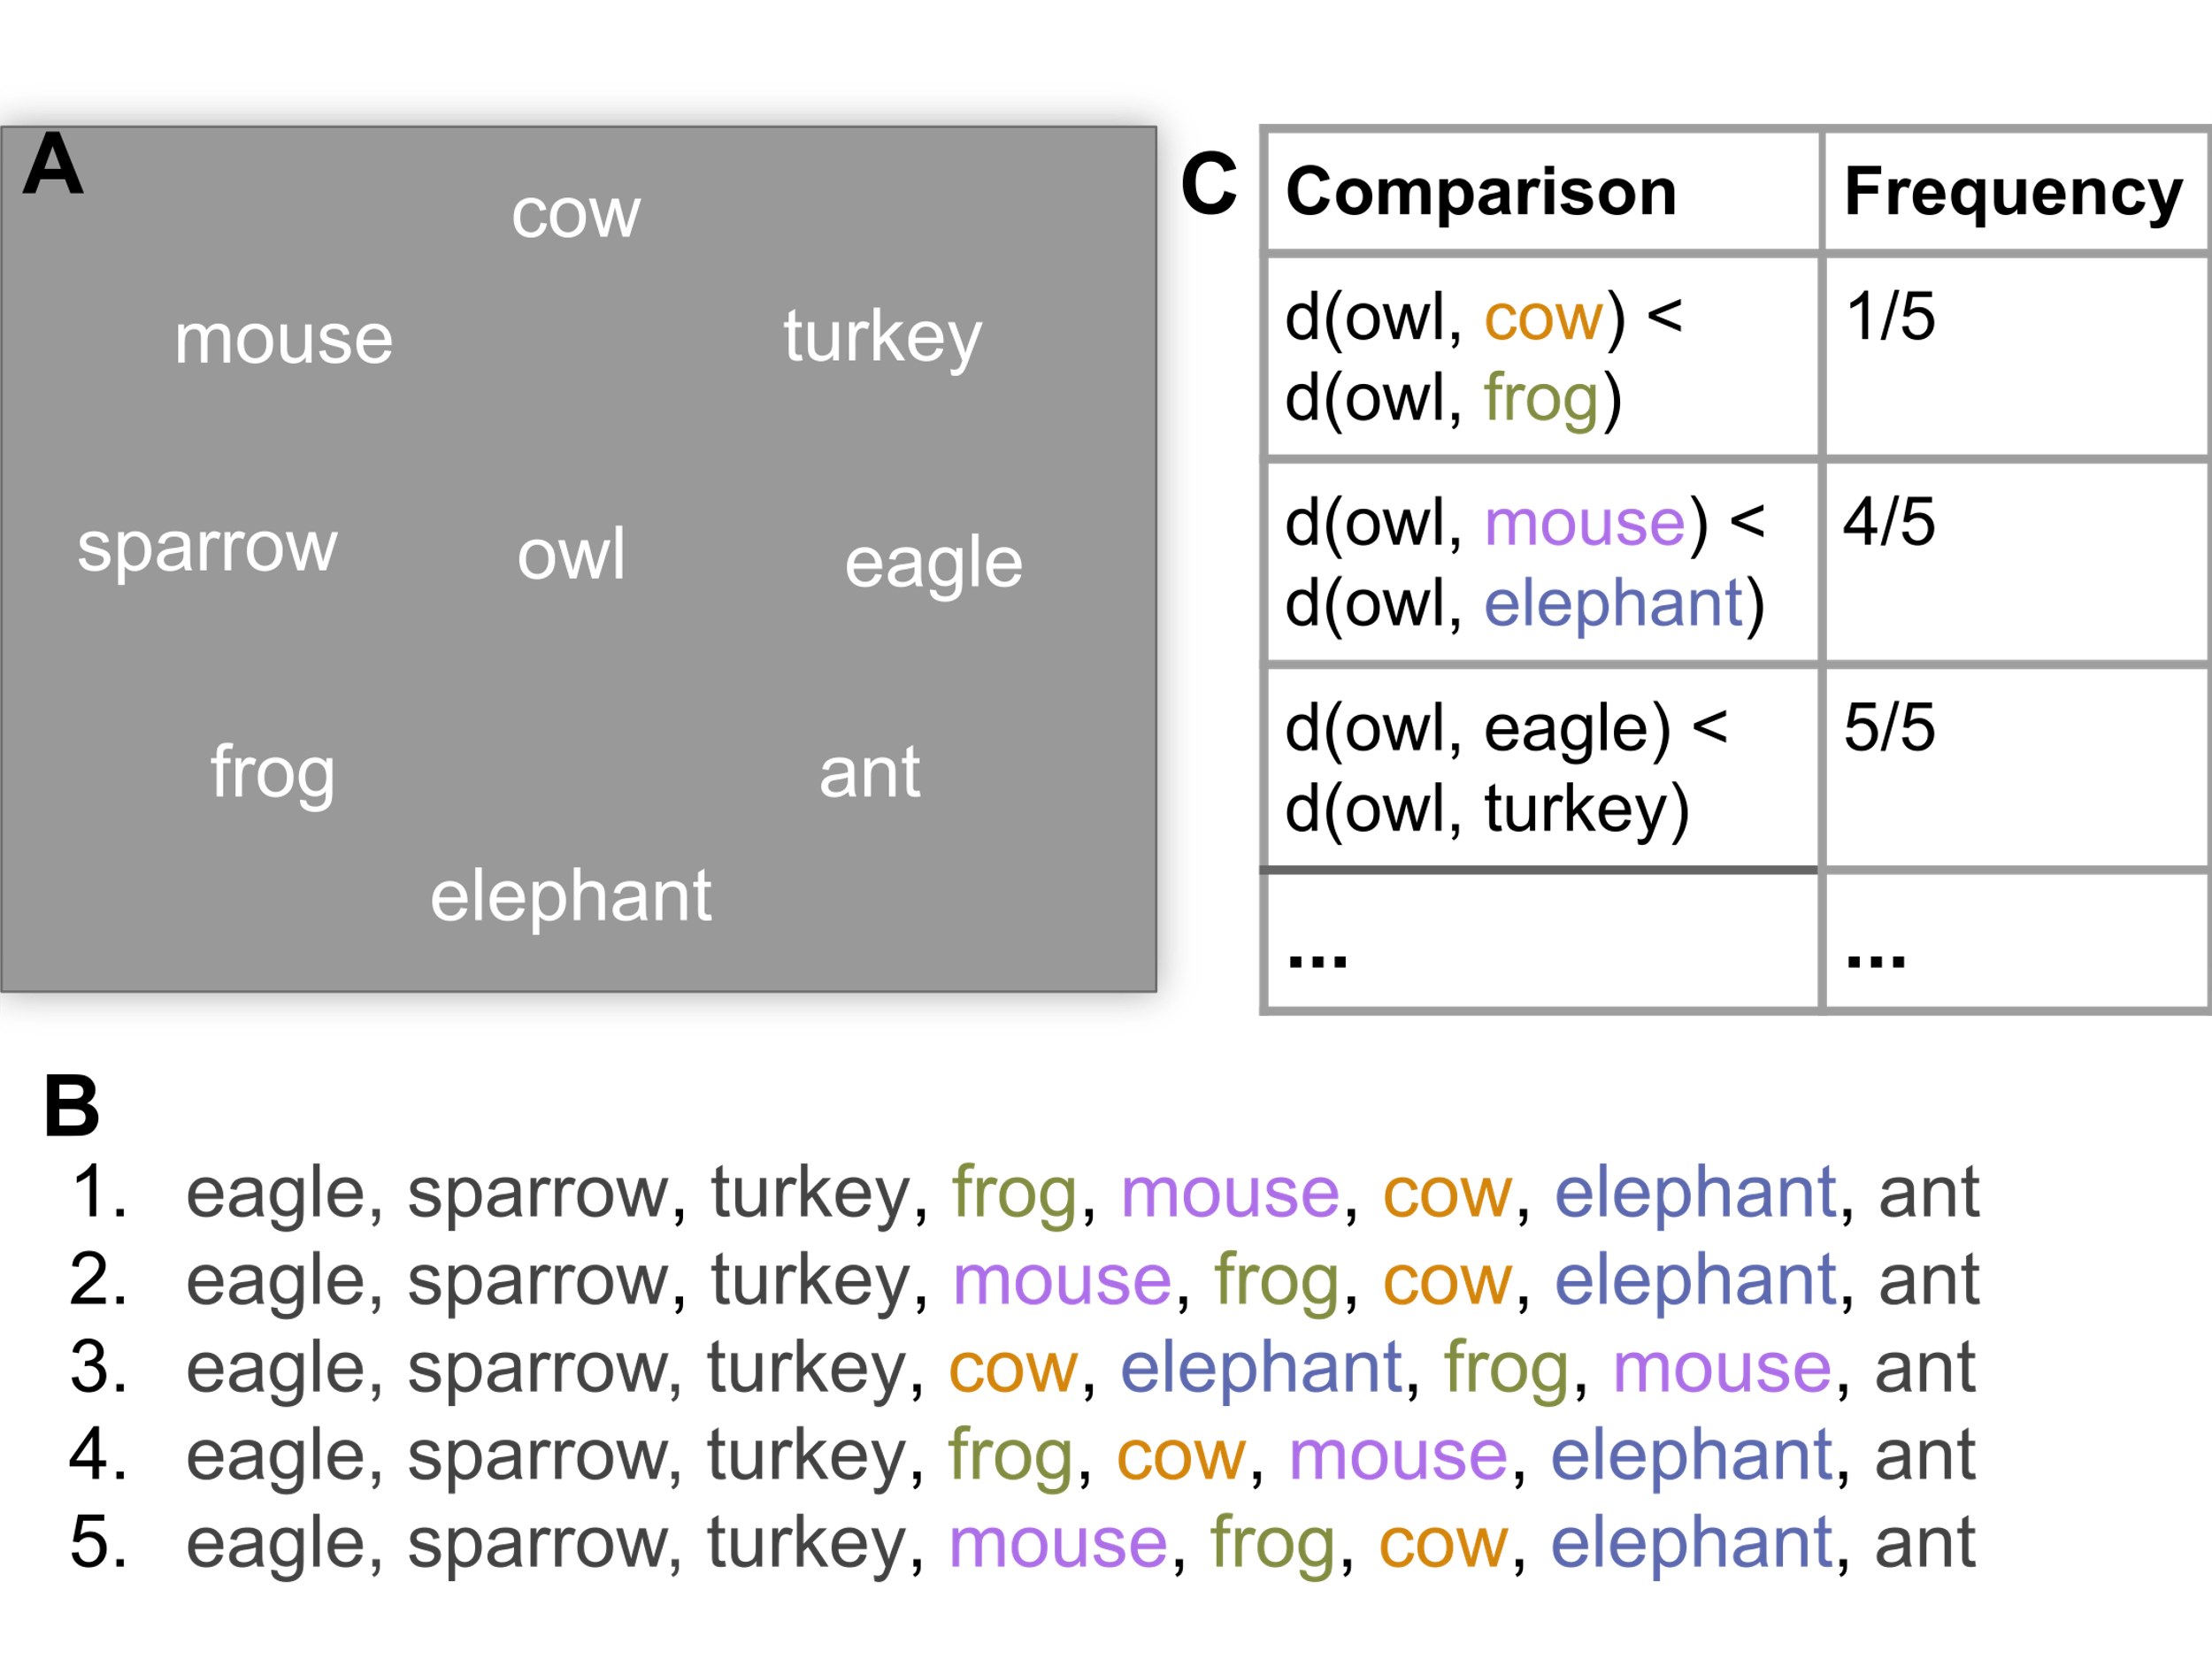 A
cow
mouse
turkey
sparrow
owl
eagle
frog
ant
elephant
C
Comparison
Frequency
d(owl, cow) <
d(owl, frog)
1/5
d(owl, mouse) <
d(owl, elephant)
4/5
d(owl, eagle) <
d(owl, turkey)
5/5
...
...
B
1. eagle, sparrow, turkey, frog, mouse, cow, elephant, ant
2. eagle, sparrow, turkey, mouse, frog, cow, elephant, ant
3. eagle, sparrow, turkey, cow, elephant, frog, mouse, ant
4. eagle, sparrow, turkey, frog, cow, mouse, elephant, ant
5. eagle, sparrow, turkey, mouse, frog, cow, elephant, ant